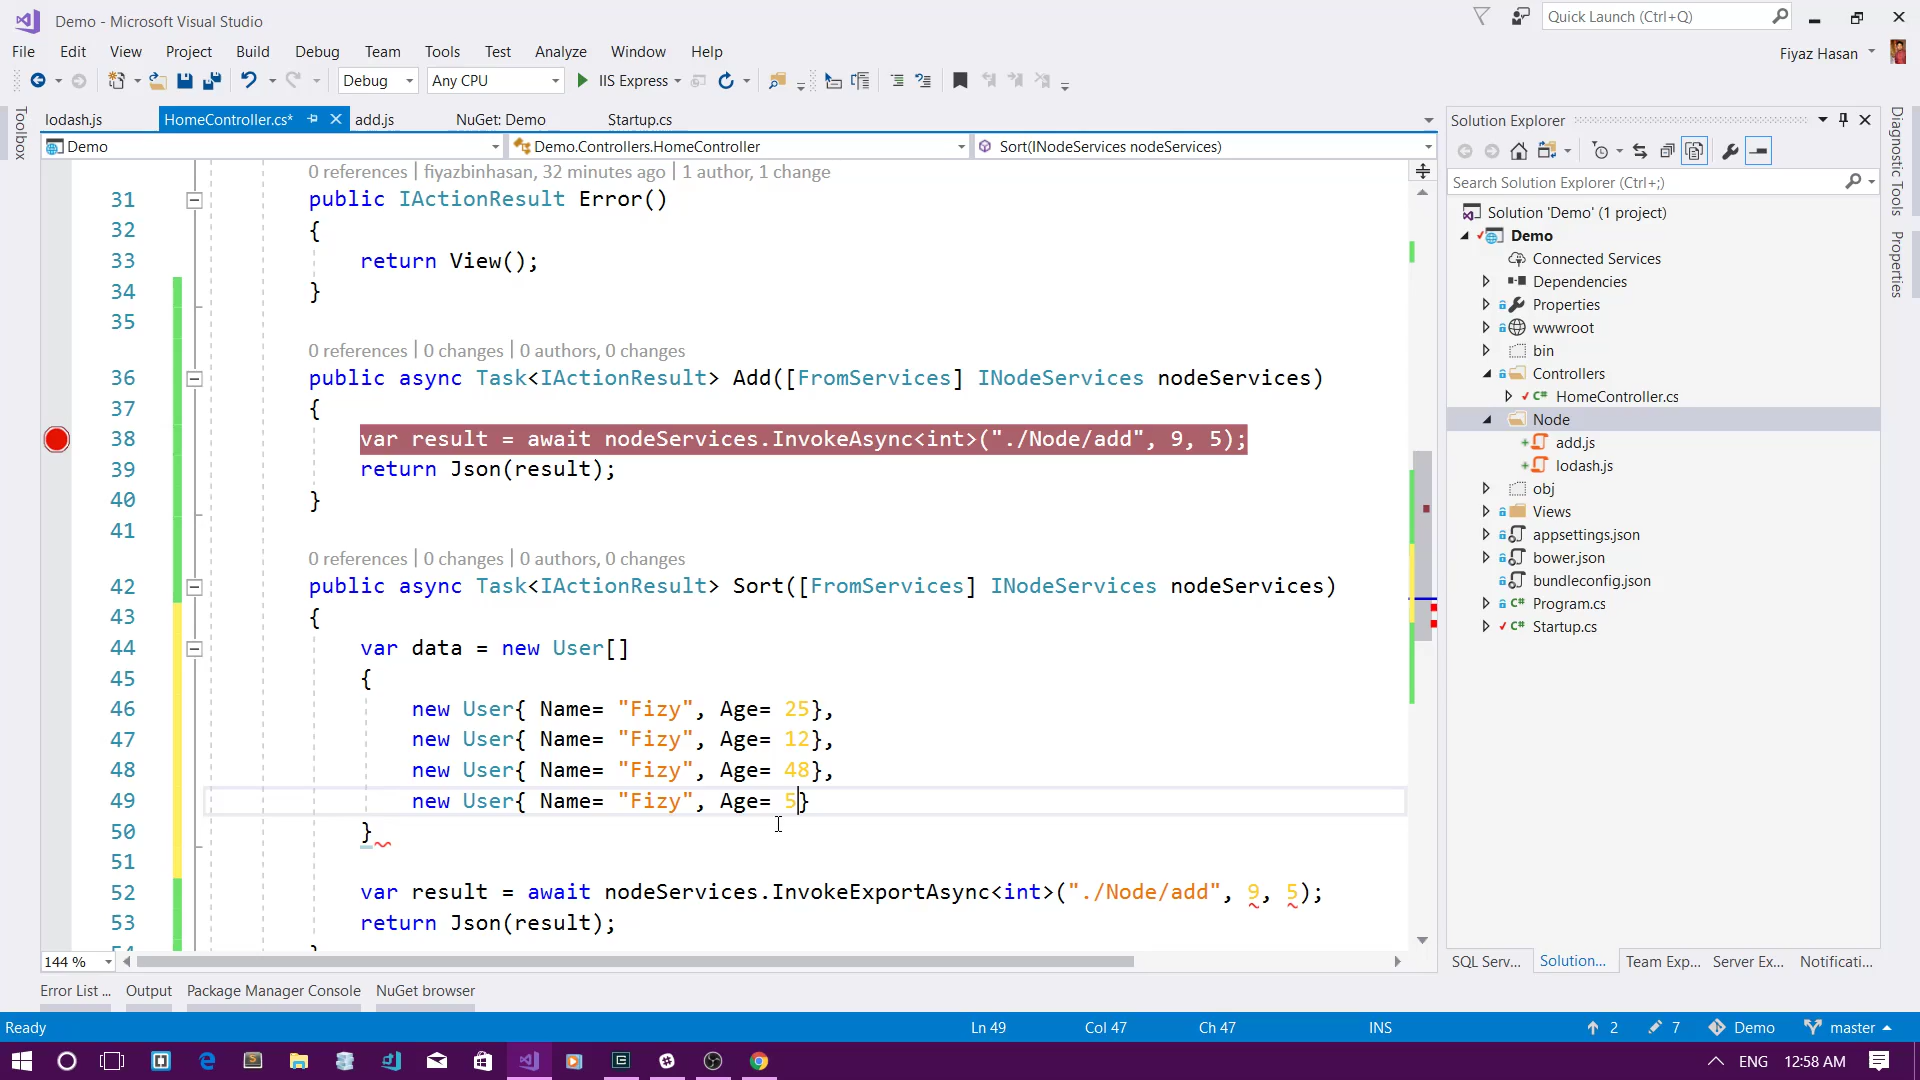 Demo - Microsoft Visual Studio
Quick Launch (Ctrl+Q)
File Edit View Project Build Debug Team Tools Test Analyze Window Help
Fiyaz Hasan
Debug Any CPU IIS Express
Toolbox
lodash.js HomeController.cs* add.js NuGet: Demo Startup.cs
Demo Demo.Controllers.HomeController Sort(INodeServices nodeServices)
0 references | fiyazbinhasan, 32 minutes ago | 1 author, 1 change
31 public IActionResult Error()
32 {
33 return View();
34 }
35
0 references | 0 changes | 0 authors, 0 changes
36 public async Task<IActionResult> Add([FromServices] INodeServices nodeServices)
37 {
38 var result = await nodeServices.InvokeAsync<int>("./Node/add", 9, 5);
39 return Json(result);
40 }
41
0 references | 0 changes | 0 authors, 0 changes
42 public async Task<IActionResult> Sort([FromServices] INodeServices nodeServices)
43 {
44 var data = new User[]
45 {
46 new User{ Name= "Fizy", Age= 25},
47 new User{ Name= "Fizy", Age= 12},
48 new User{ Name= "Fizy", Age= 48},
49 new User{ Name= "Fizy", Age= 5}
50 }
51
52 var result = await nodeServices.InvokeExportAsync<int>("./Node/add", 9, 5);
53 return Json(result);
54 }
144 %
Solution Explorer
Search Solution Explorer (Ctrl+;)
Solution 'Demo' (1 project)
Demo
Connected Services
Dependencies
Properties
wwwroot
bin
Controllers
C# HomeController.cs
Node
add.js
lodash.js
obj
Views
appsettings.json
bower.json
bundleconfig.json
C# Program.cs
C# Startup.cs
SQL Serv... Solution... Team Exp... Server Ex... Notificati...
Diagnostic Tools
Properties
Error List ... Output Package Manager Console NuGet browser
Ready Ln 49 Col 47 Ch 47 INS 2 7 Demo master
ENG 12:58 AM